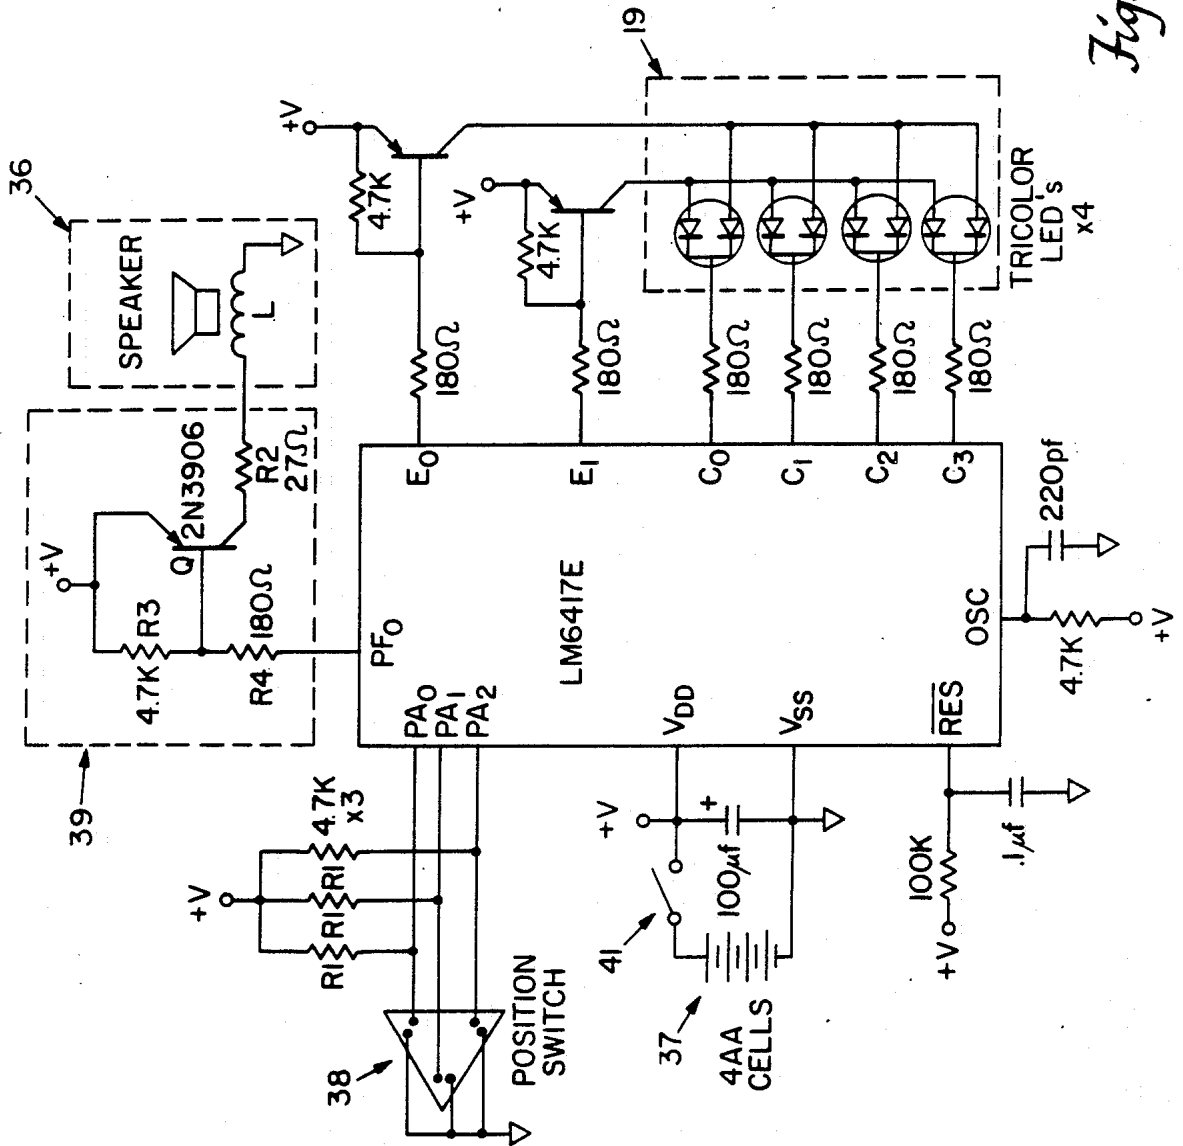 36
SPEAKER
L
+V
Q
2N3906
R2
27Ω
R3
4.7K
180Ω
R4
39
+V
4.7K
180Ω
+V
4.7K
180Ω
19
180Ω
180Ω
180Ω
180Ω
TRICOLOR
LED's
x4
Fig
PF0
E0
E1
C0
C1
C2
C3
LM6417E
PA0
PA1
PA2
VDD
VSS
RES
OSC
220pf
4.7K
+V
+V
4.7K
x3
R1
R1
R1
38
POSITION
SWITCH
+V
+
100µf
41
37
4AA
CELLS
100K
+V
.1µf